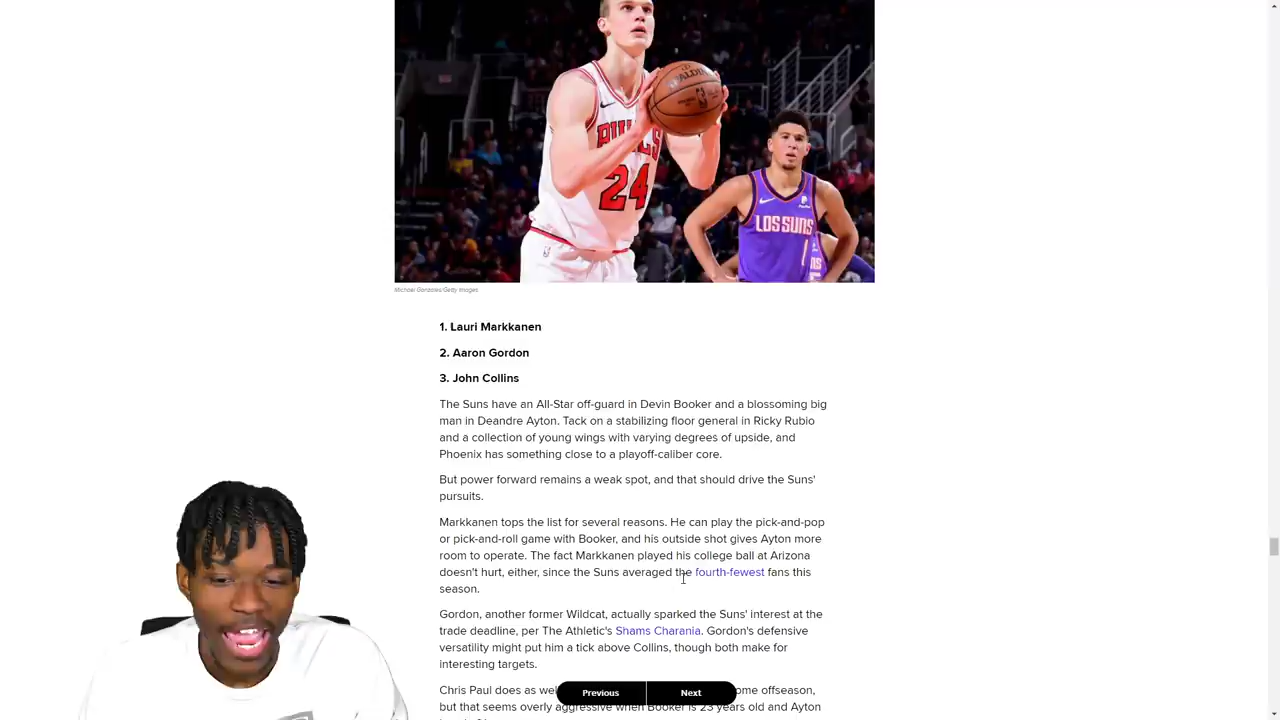 SPALDING
BULLS
24
LOS SUNS
1
Michael Gonzales/Getty Images
1. Lauri Markkanen
2. Aaron Gordon
3. John Collins
The Suns have an All-Star off-guard in Devin Booker and a blossoming big
man in Deandre Ayton. Tack on a stabilizing floor general in Ricky Rubio
and a collection of young wings with varying degrees of upside, and
Phoenix has something close to a playoff-caliber core.
But power forward remains a weak spot, and that should drive the Suns'
pursuits.
Markkanen tops the list for several reasons. He can play the pick-and-pop
or pick-and-roll game with Booker, and his outside shot gives Ayton more
room to operate. The fact Markkanen played his college ball at Arizona
doesn't hurt, either, since the Suns averaged the fourth-fewest fans this
season.
Gordon, another former Wildcat, actually sparked the Suns' interest at the
trade deadline, per The Athletic's Shams Charania. Gordon's defensive
versatility might put him a tick above Collins, though both make for
interesting targets.
Previous Next
Chris Paul does as offseason,
but that seems overly aggressive when Booker is 23 years old and Ayton